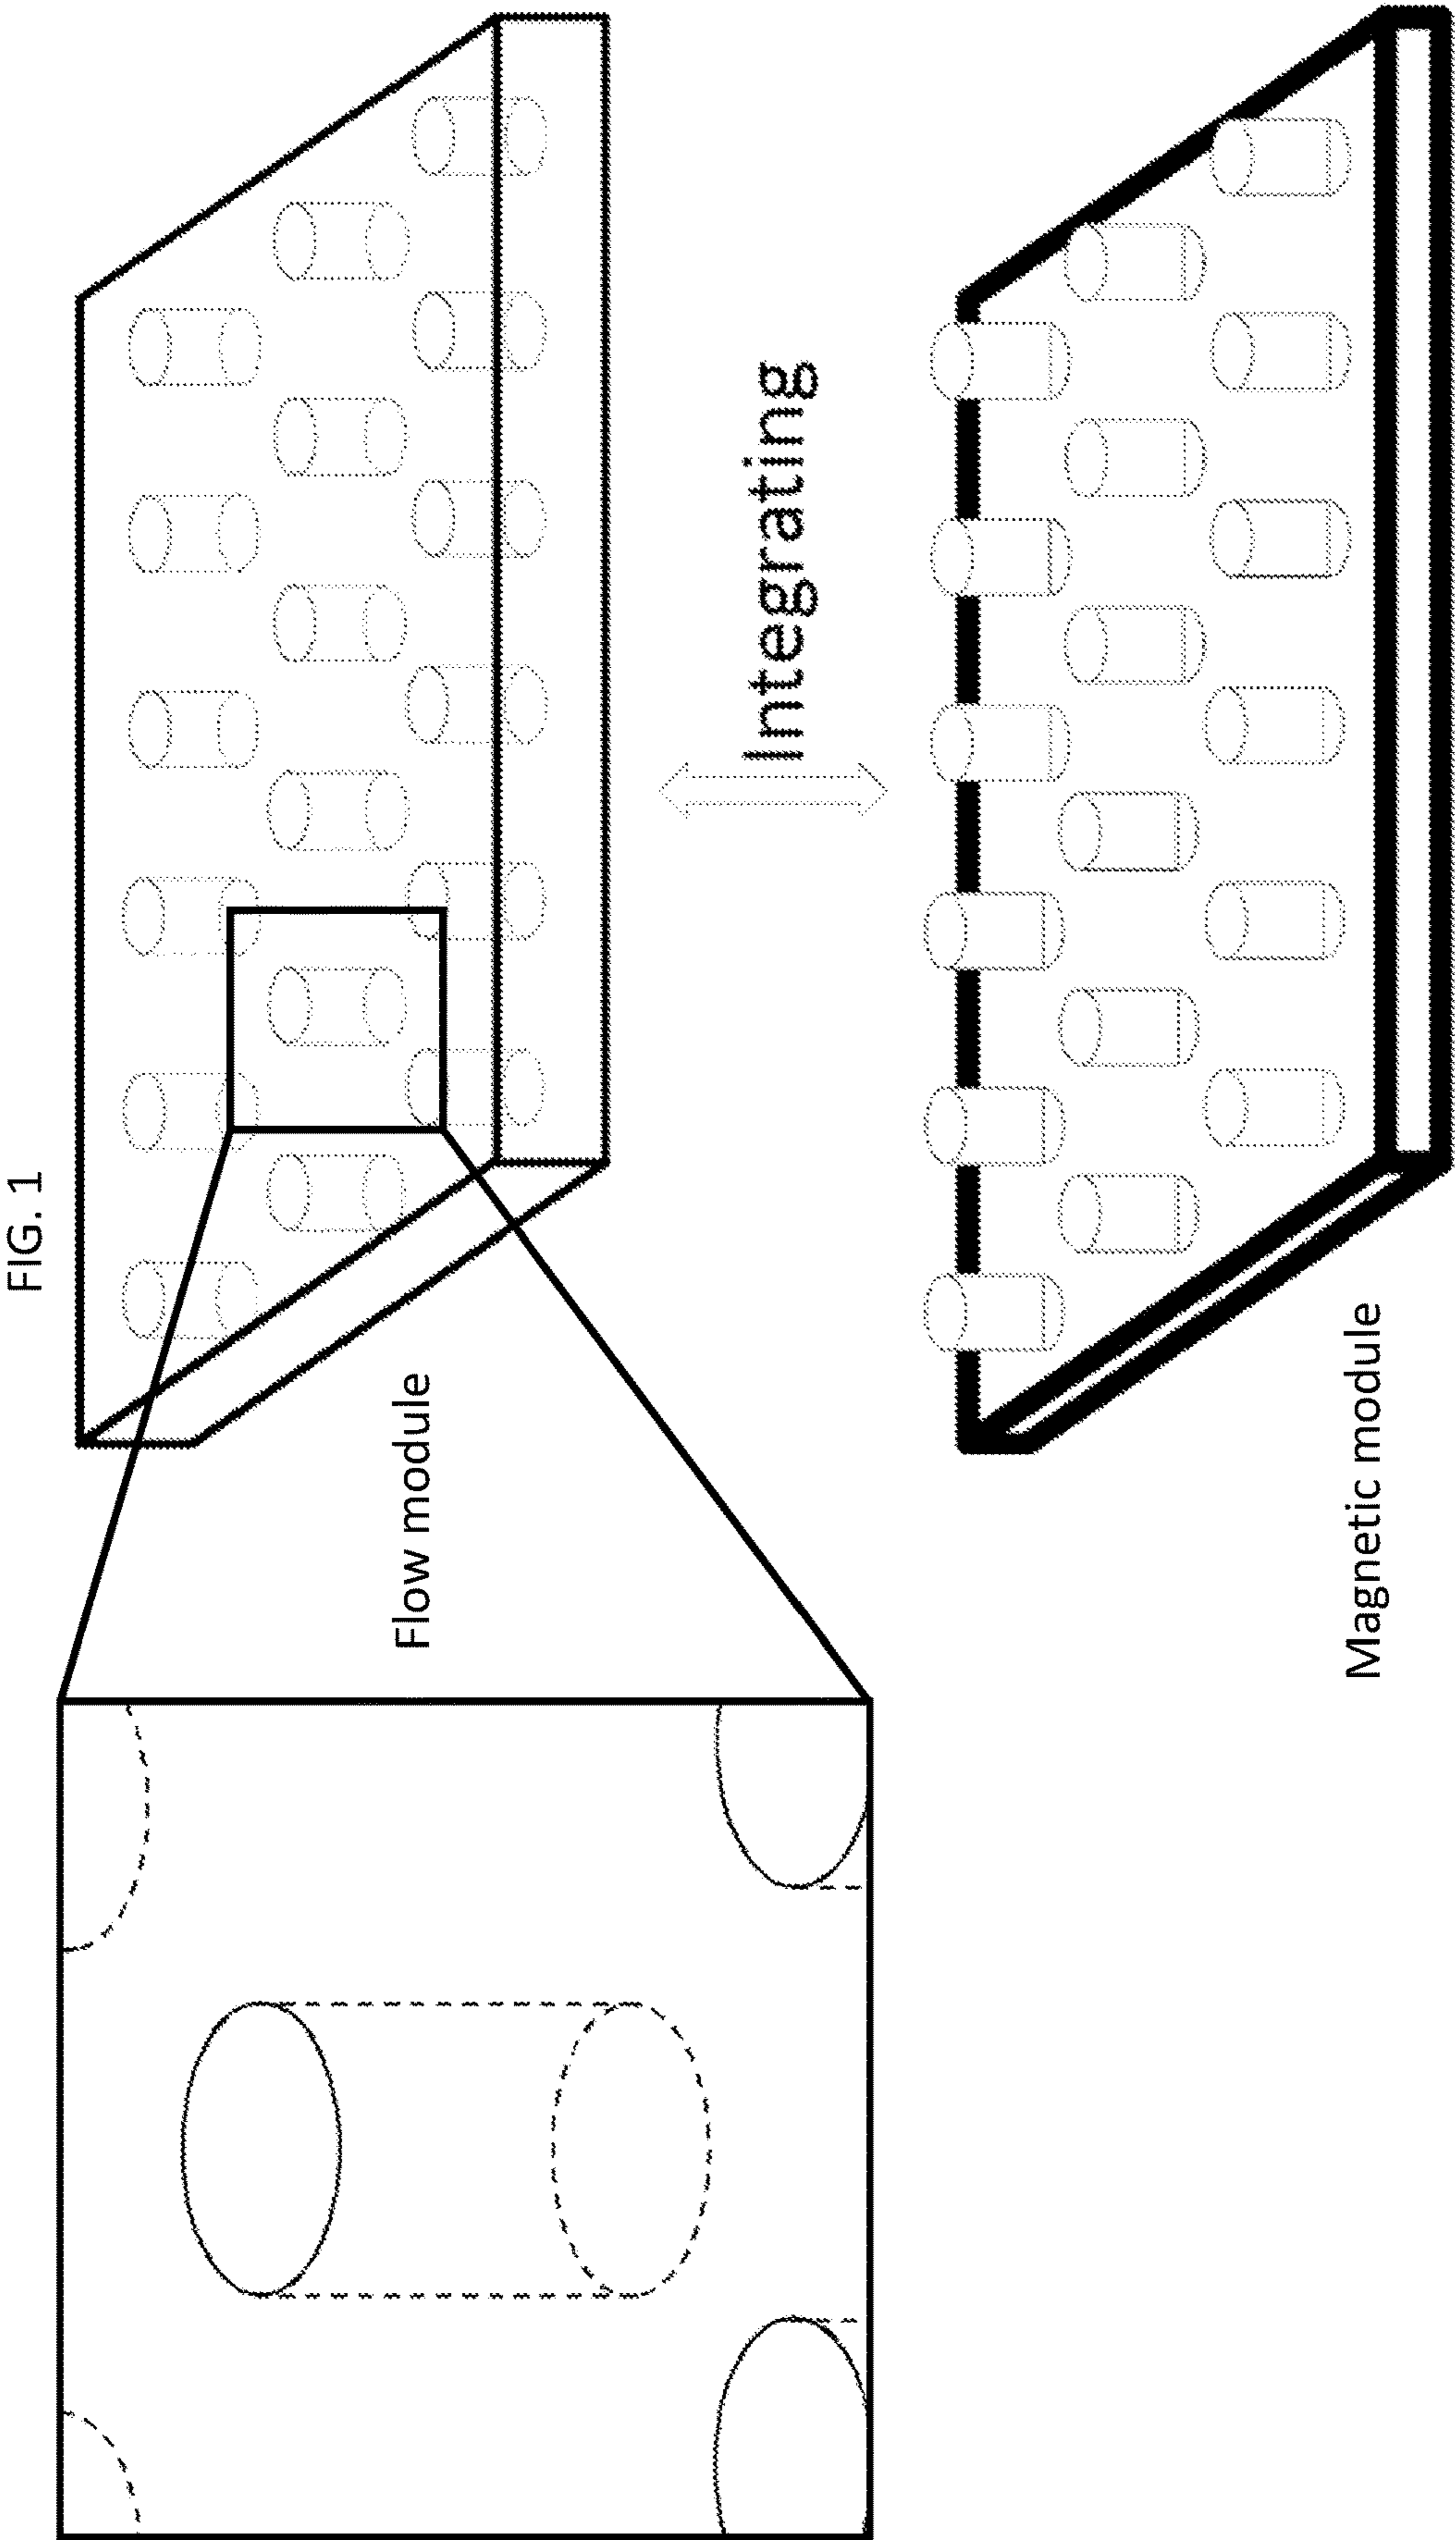 FIG. 1
Flow module
Integrating
Magnetic module